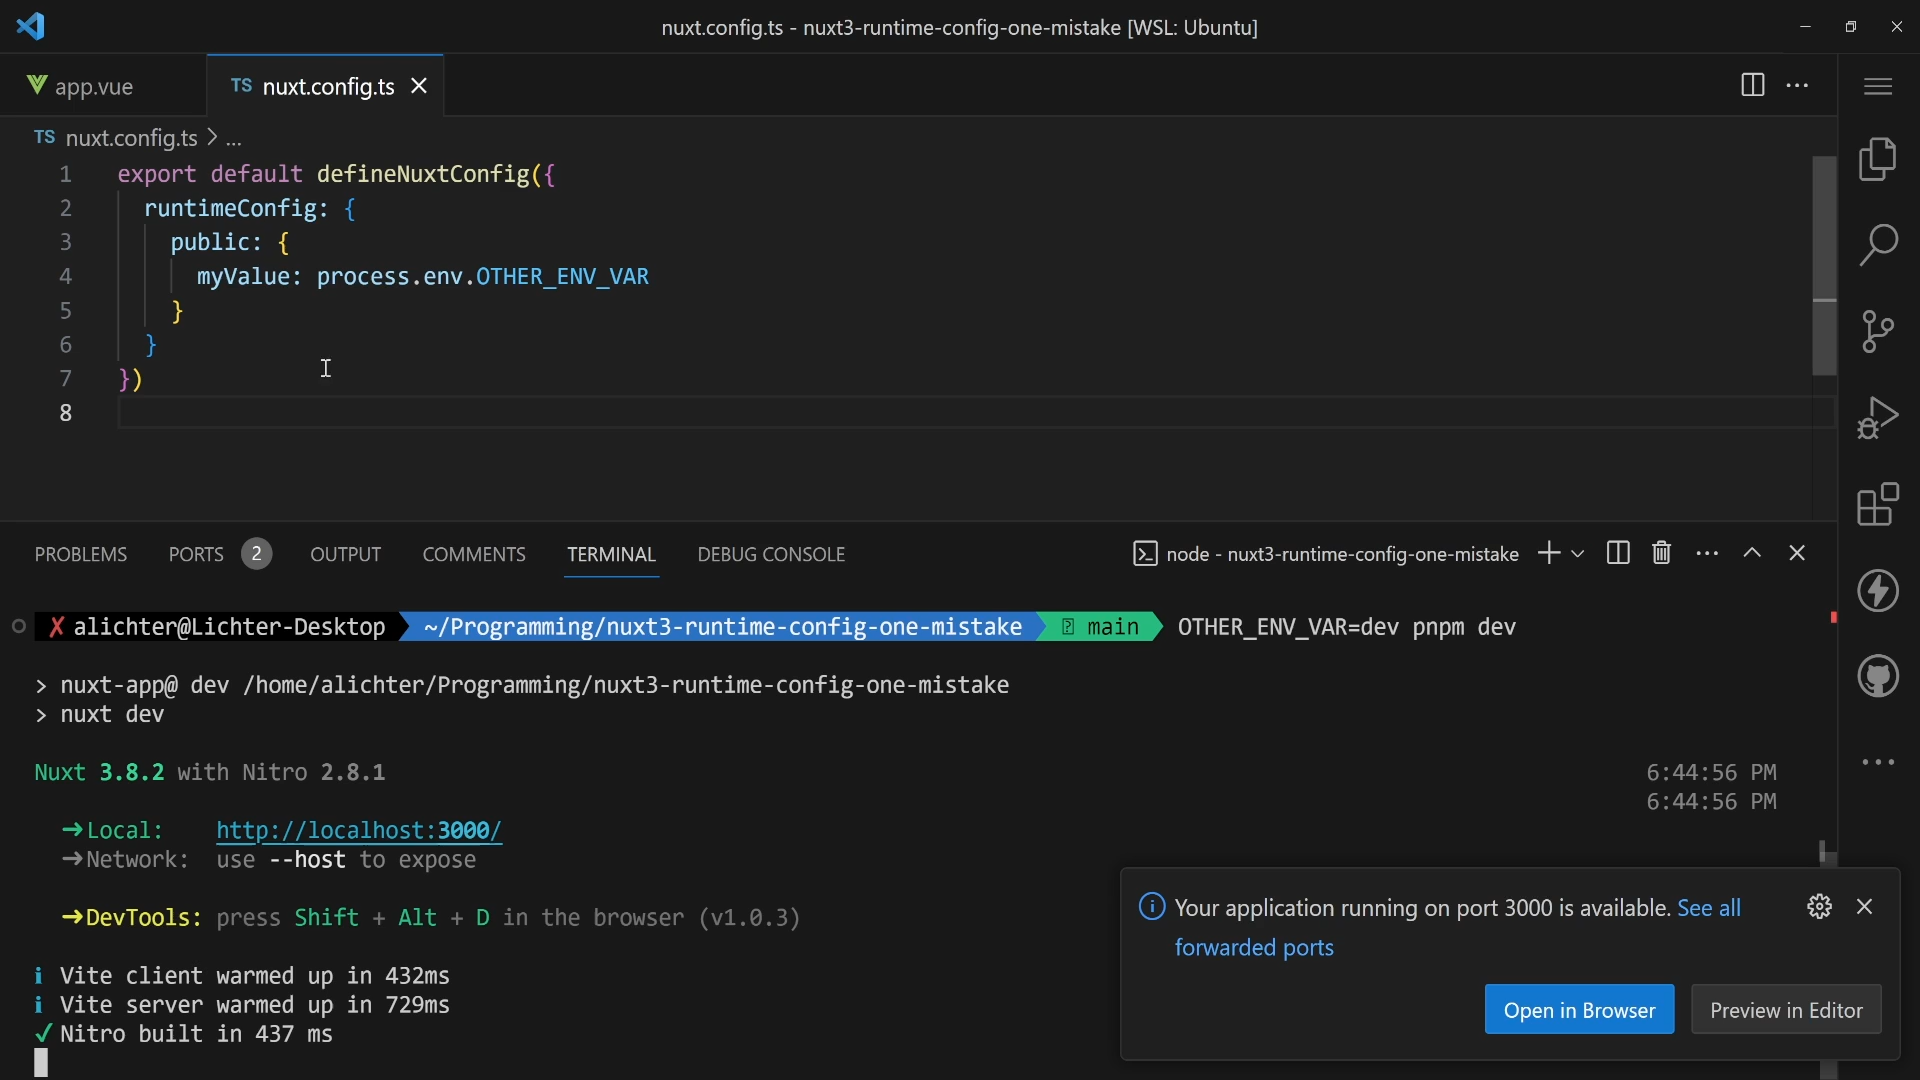 nuxt.config.ts - nuxt3-runtime-config-one-mistake [WSL: Ubuntu]
app.vue
TS nuxt.config.ts
TS nuxt.config.ts > ...
1 export default defineNuxtConfig({
2 runtimeConfig: {
3 public: {
4 myValue: process.env.OTHER_ENV_VAR
5 }
6 }
7 })
8
PROBLEMS PORTS 2 OUTPUT COMMENTS TERMINAL DEBUG CONSOLE node - nuxt3-runtime-config-one-mistake
✗ alichter@Lichter-Desktop ~/Programming/nuxt3-runtime-config-one-mistake main OTHER_ENV_VAR=dev pnpm dev
> nuxt-app@ dev /home/alichter/Programming/nuxt3-runtime-config-one-mistake
> nuxt dev
Nuxt 3.8.2 with Nitro 2.8.1 6:44:56 PM
6:44:56 PM
➜Local: http://localhost:3000/
➜Network: use --host to expose
➜DevTools: press Shift + Alt + D in the browser (v1.0.3)
ℹ Vite client warmed up in 432ms
ℹ Vite server warmed up in 729ms
✓ Nitro built in 437 ms
Your application running on port 3000 is available. See all
forwarded ports
Open in Browser Preview in Editor